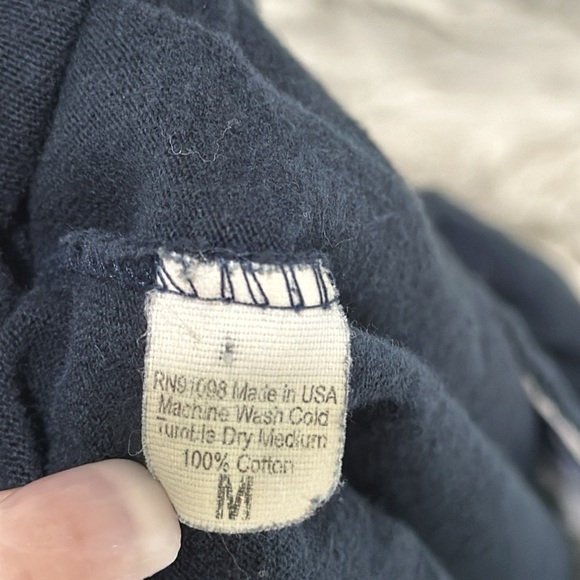 RN91098 Made in USA
Machine Wash Cold
Tumble Dry Medium
100% Cotton
M